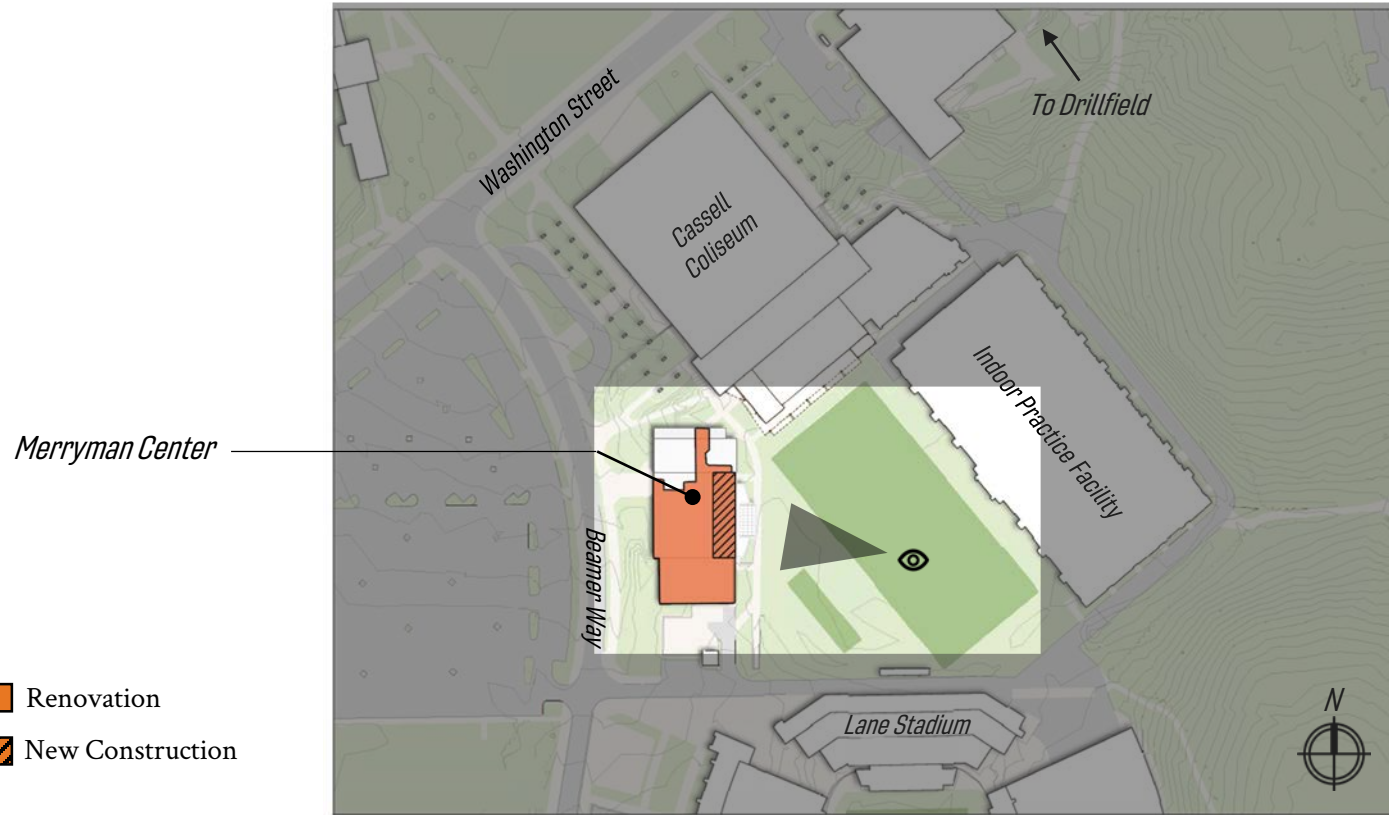 Washington Street
To Drillfield
Cassell
Coliseum
Indoor Practice Facility
Merryman Center
Beamer Way
Renovation
New Construction
Lane Stadium
N